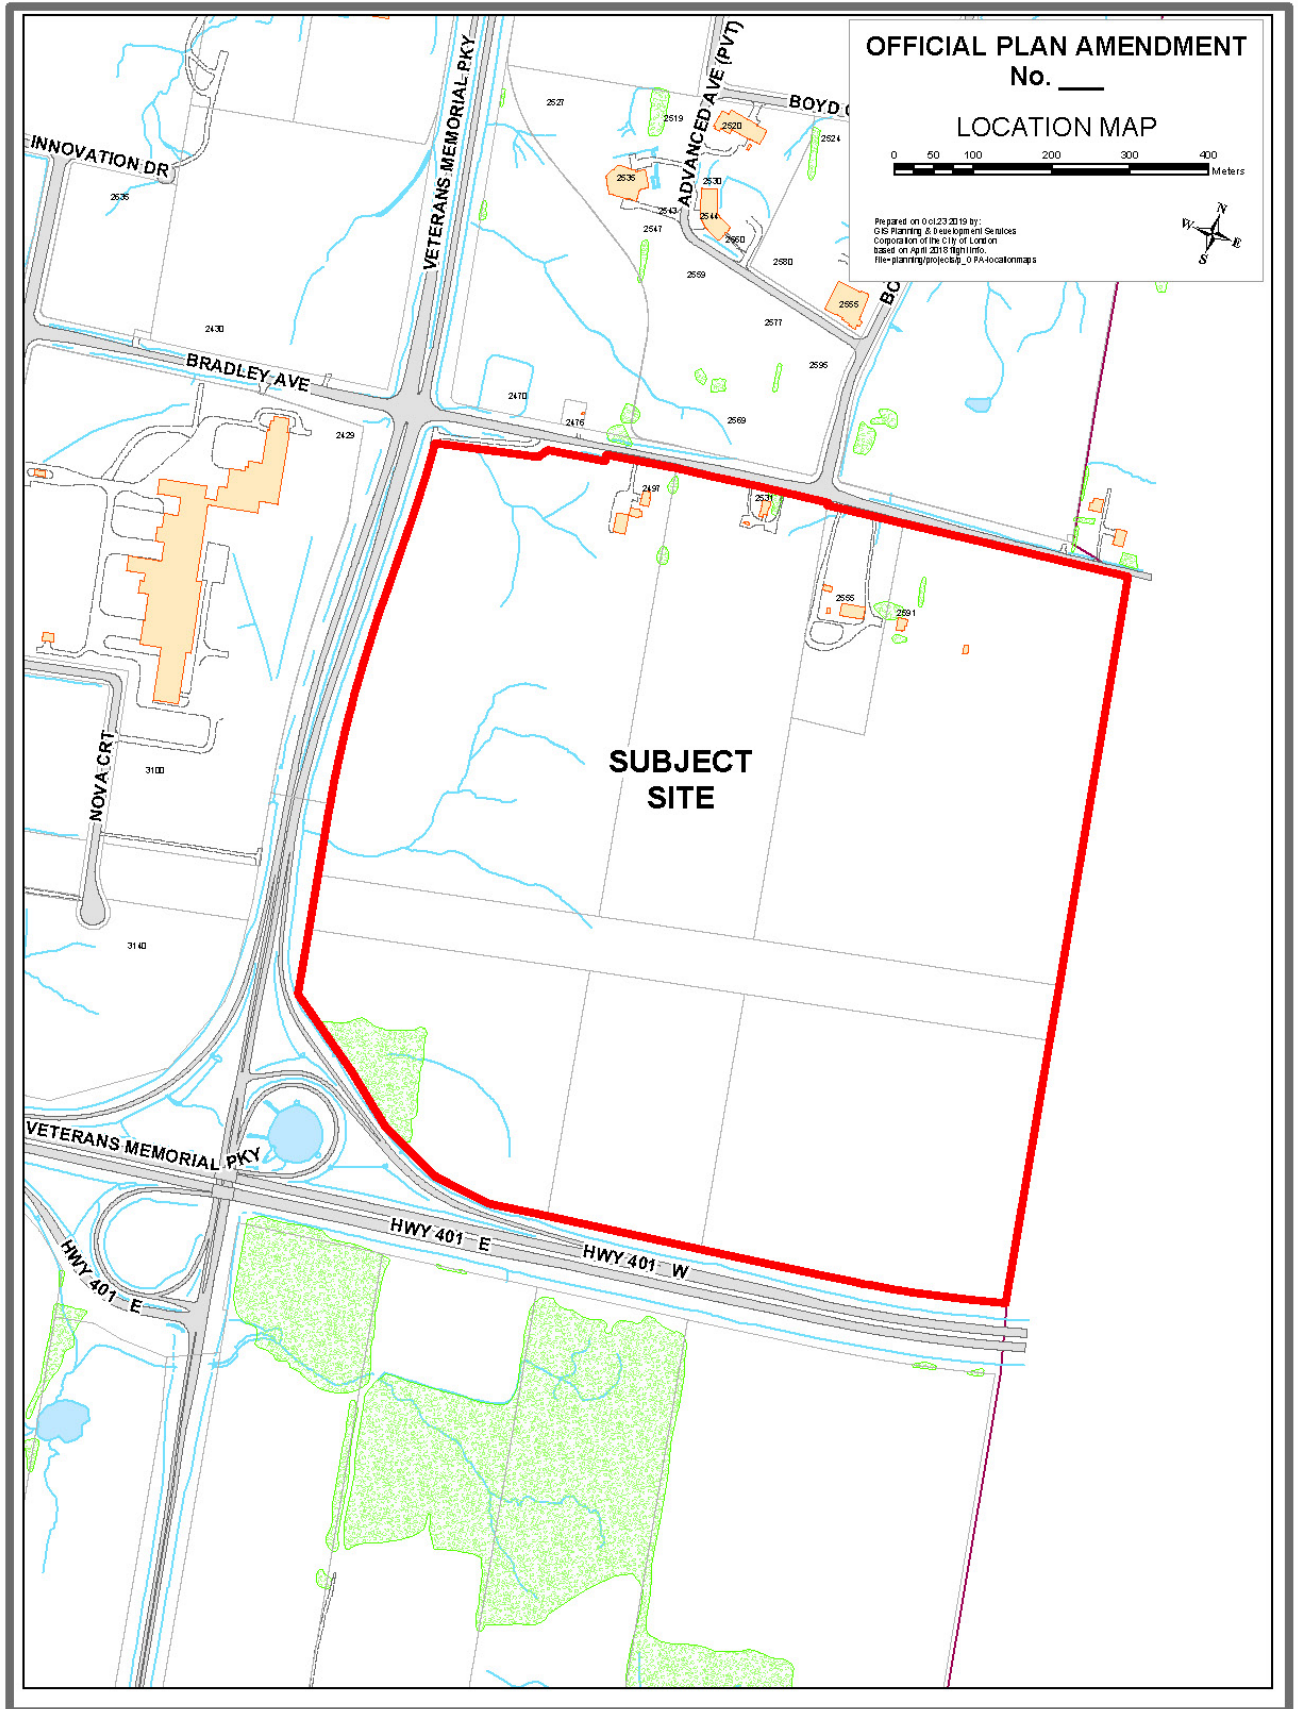 OFFICIAL PLAN AMENDMENT
No. ___
LOCATION MAP
0 50 100 200 300 400
Meters
Prepared on Oct 23 2019 by:
GIS Planning & Development Services
Corporation of the City of London
based on April 2018 flight info.
N
W E
S
VETERANS MEMORIAL PKY
ADVANCED AVE (PVT)
BOYD
INNOVATION DR
2527
2519
2520
2524
2535
2535
2530
2543
2544
2547
2550
2559
2580
2555
BO
2577
2430
BRADLEY AVE
2595
2470
2476
2569
2429
2497
2531
2555
2591
SUBJECT
SITE
NOVA CRT
3100
3140
VETERANS MEMORIAL PKY
HWY 401 E
HWY 401 W
HWY 401 E